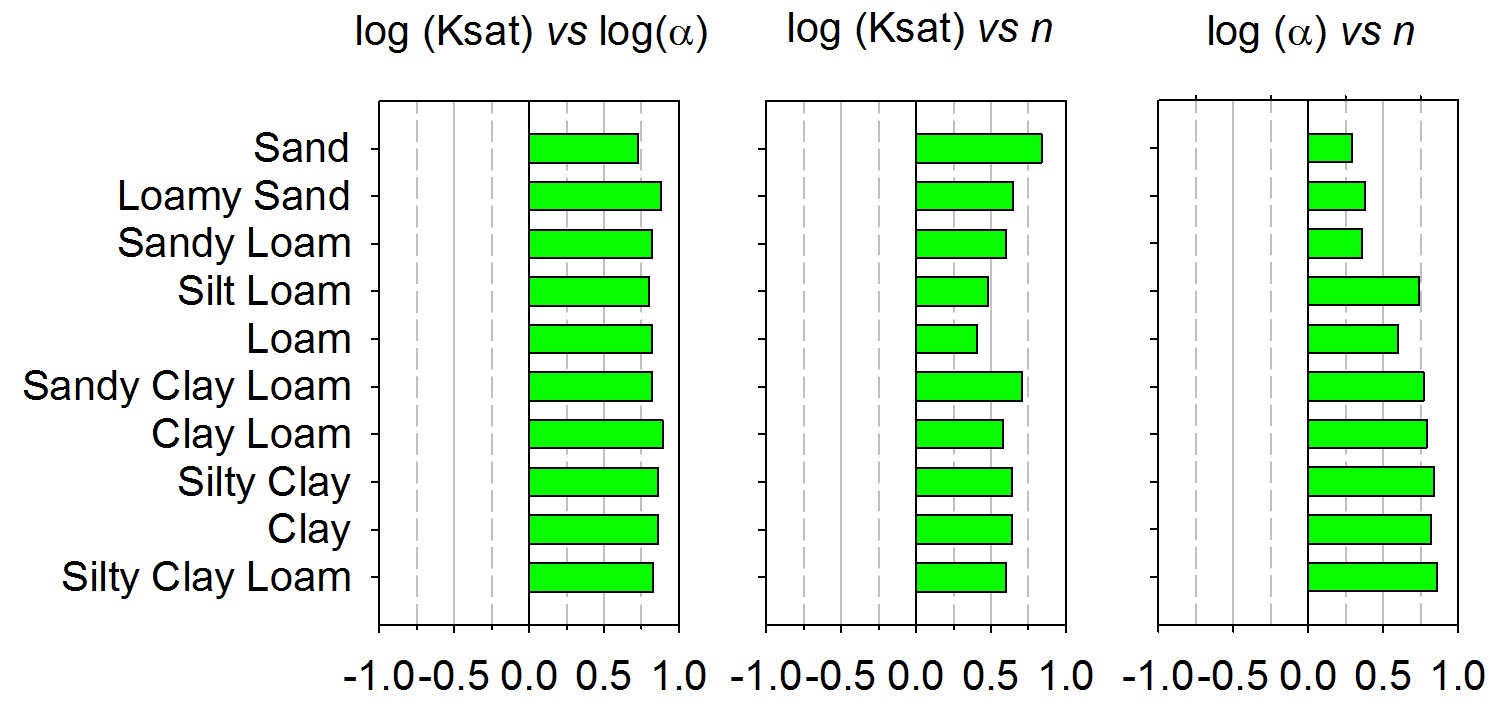 log (Ksat) vs log(α)
log (Ksat) vs n
log (α) vs n
Sand
Loamy Sand
Sandy Loam
Silt Loam
Loam
Sandy Clay Loam
Clay Loam
Silty Clay
Clay
Silty Clay Loam
-1.0 -0.5 0.0 0.5 1.0
-1.0 -0.5 0.0 0.5 1.0
-1.0 -0.5 0.0 0.5 1.0